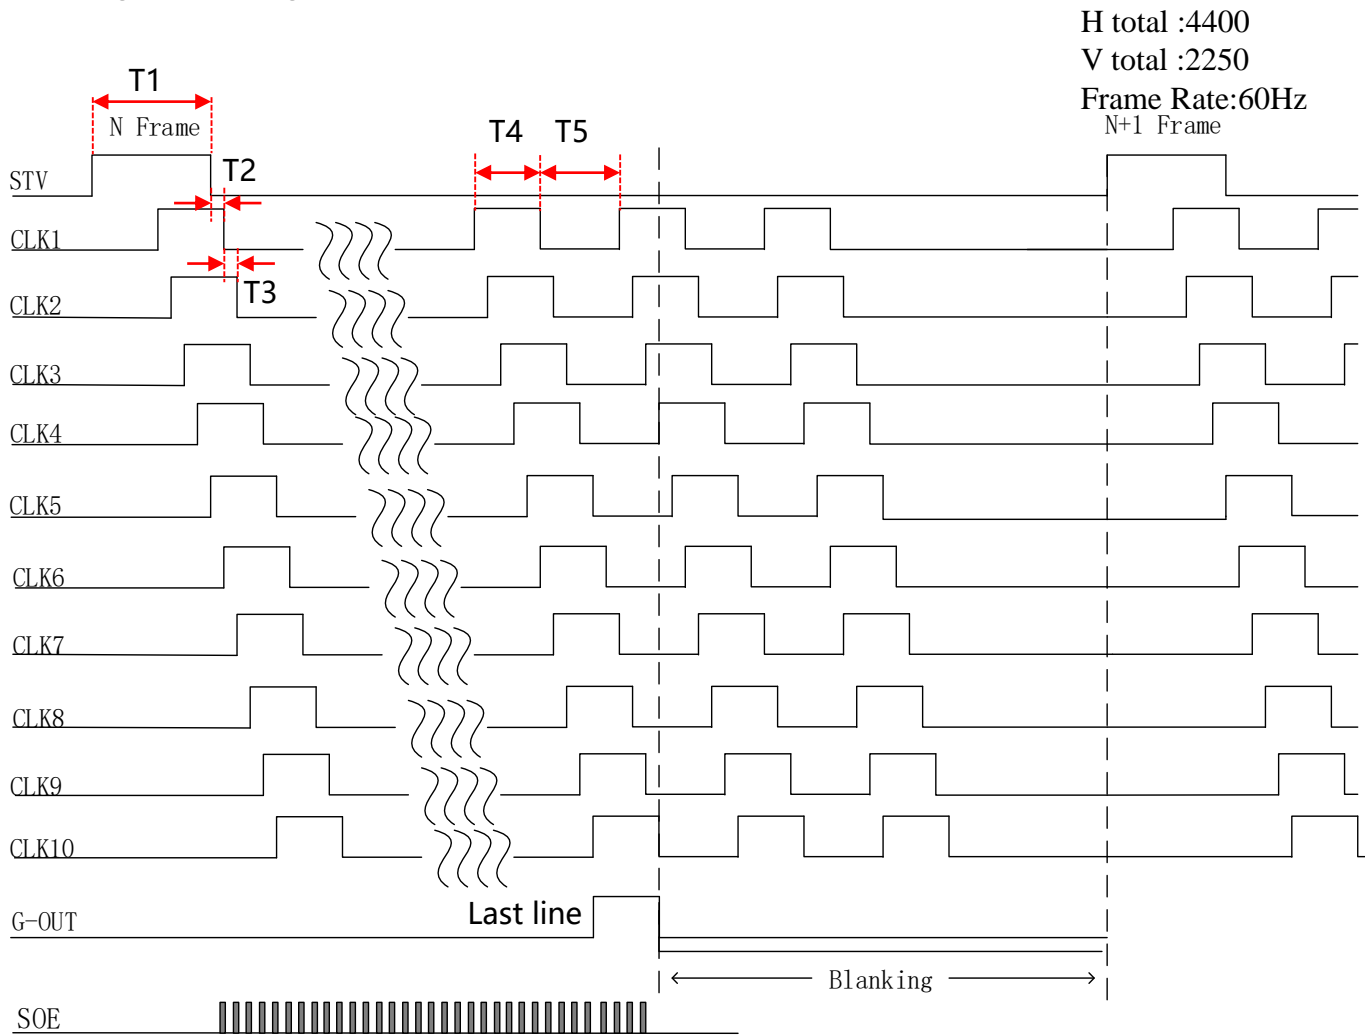 H total :4400
V total :2250
Frame Rate:60Hz
T1
N Frame
T4
T5
N+1 Frame
STV
T2
CLK1
T3
CLK2
CLK3
CLK4
CLK5
CLK6
CLK7
CLK8
CLK9
CLK10
Last line
G-OUT
Blanking
SOE